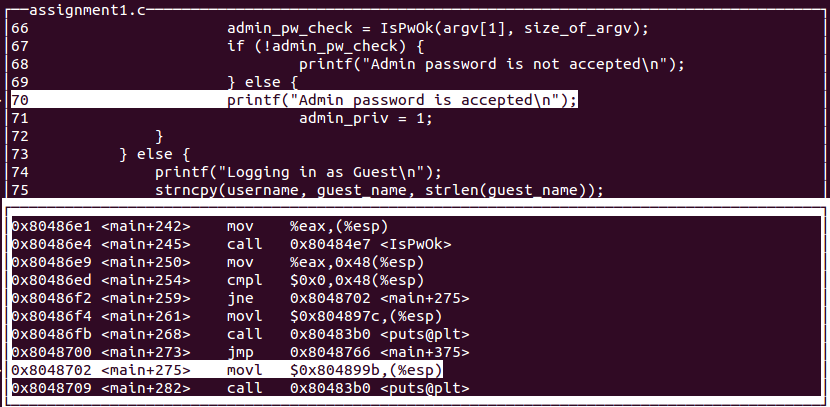 assignment1.c
66 admin_pw_check = IsPwOk(argv[1], size_of_argv);
67 if (!admin_pw_check) {
68 printf("Admin password is not accepted\n");
69 } else {
70 printf("Admin password is accepted\n");
71 admin_priv = 1;
72 }
73 } else {
74 printf("Logging in as Guest\n");
75 strncpy(username, guest_name, strlen(guest_name));
0x80486e1 <main+242> mov %eax,(%esp)
0x80486e4 <main+245> call 0x80484e7 <IsPwOk>
0x80486e9 <main+250> mov %eax,0x48(%esp)
0x80486ed <main+254> cmpl $0x0,0x48(%esp)
0x80486f2 <main+259> jne 0x8048702 <main+275>
0x80486f4 <main+261> movl $0x804897c,(%esp)
0x80486fb <main+268> call 0x80483b0 <puts@plt>
0x8048700 <main+273> jmp 0x8048766 <main+375>
0x8048702 <main+275> movl $0x804899b,(%esp)
0x8048709 <main+282> call 0x80483b0 <puts@plt>